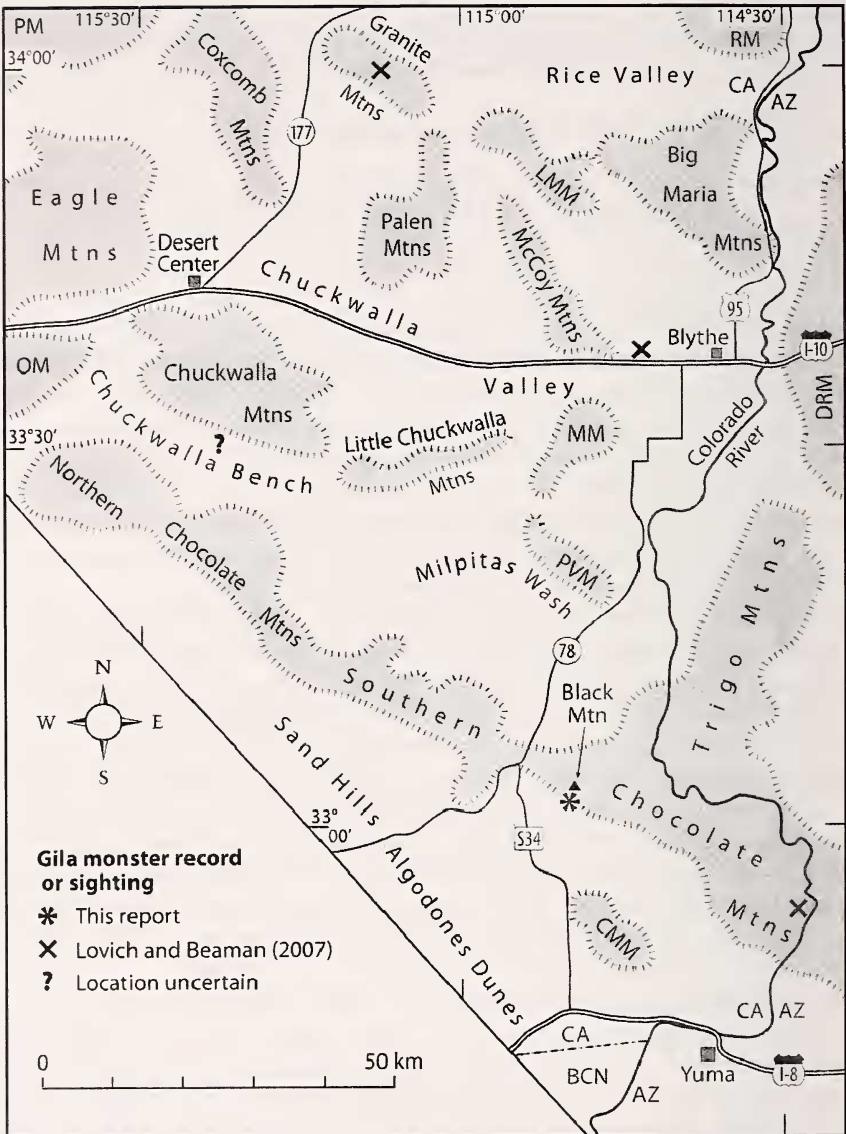 PM
115°30'
115°00'
114°30'
34°00'
Coxcomb
Mtns
Granite
Mtns
177
Rice Valley
RM
CA
AZ
Eagle
Mtns
Palen
Mtns
LMM
Big
Maria
Mtns
McCoy Mtns
Desert
Center
Chuckwalla
Valley
95
Blythe
I-10
OM
Chuckwalla
Mtns
Chuckwalla Bench
?
33°30'
Little Chuckwalla
Mtns
MM
Colorado
River
DRM
Northern
Chocolate
Mtns
Milpitas Wash
PVM
Trigo Mtns
78
Black
Mtn
Southern
Chocolate
Mtns
N
W E
S
Sand Hills
33°
00'
S34
Algodones Dunes
CMM
Gila monster record
or sighting
This report
Lovich and Beaman (2007)
? Location uncertain
0 50 km
CA AZ
CA
BCN
AZ
Yuma
I-8